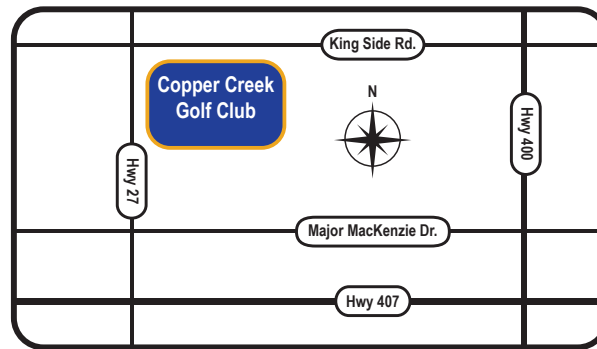 King Side Rd.
Copper Creek
Golf Club
N
Hwy 400
Hwy 27
Major MacKenzie Dr.
Hwy 407